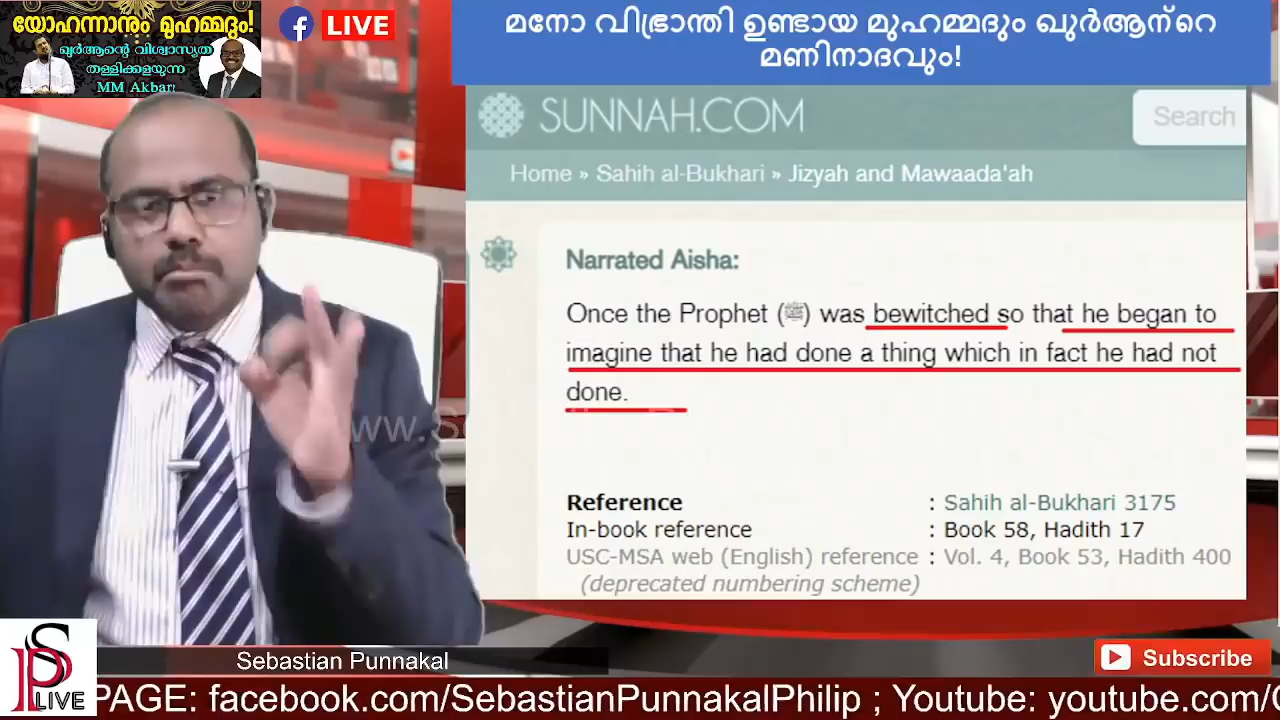 യോഹന്നാനും മുഹമ്മദും!
ഖുർആന്റെ വിശ്വാസ്യത
തള്ളിക്കളയുന്ന
MM Akbar!
f LIVE
മനോ വിഭ്രാന്തി ഉണ്ടായ മുഹമ്മദും ഖുർആന്റെ
മണിനാദവും!
SUNNAH.COM
Search
Home » Sahih al-Bukhari » Jizyah and Mawaada'ah
Narrated Aisha:
Once the Prophet (ﷺ) was bewitched so that he began to
imagine that he had done a thing which in fact he had not
done.
Reference : Sahih al-Bukhari 3175
In-book reference : Book 58, Hadith 17
USC-MSA web (English) reference : Vol. 4, Book 53, Hadith 400
(deprecated numbering scheme)
Sebastian Punnakal
Subscribe
SP LIVE
PAGE: facebook.com/SebastianPunnakalPhilip ; Youtube: youtube.com/